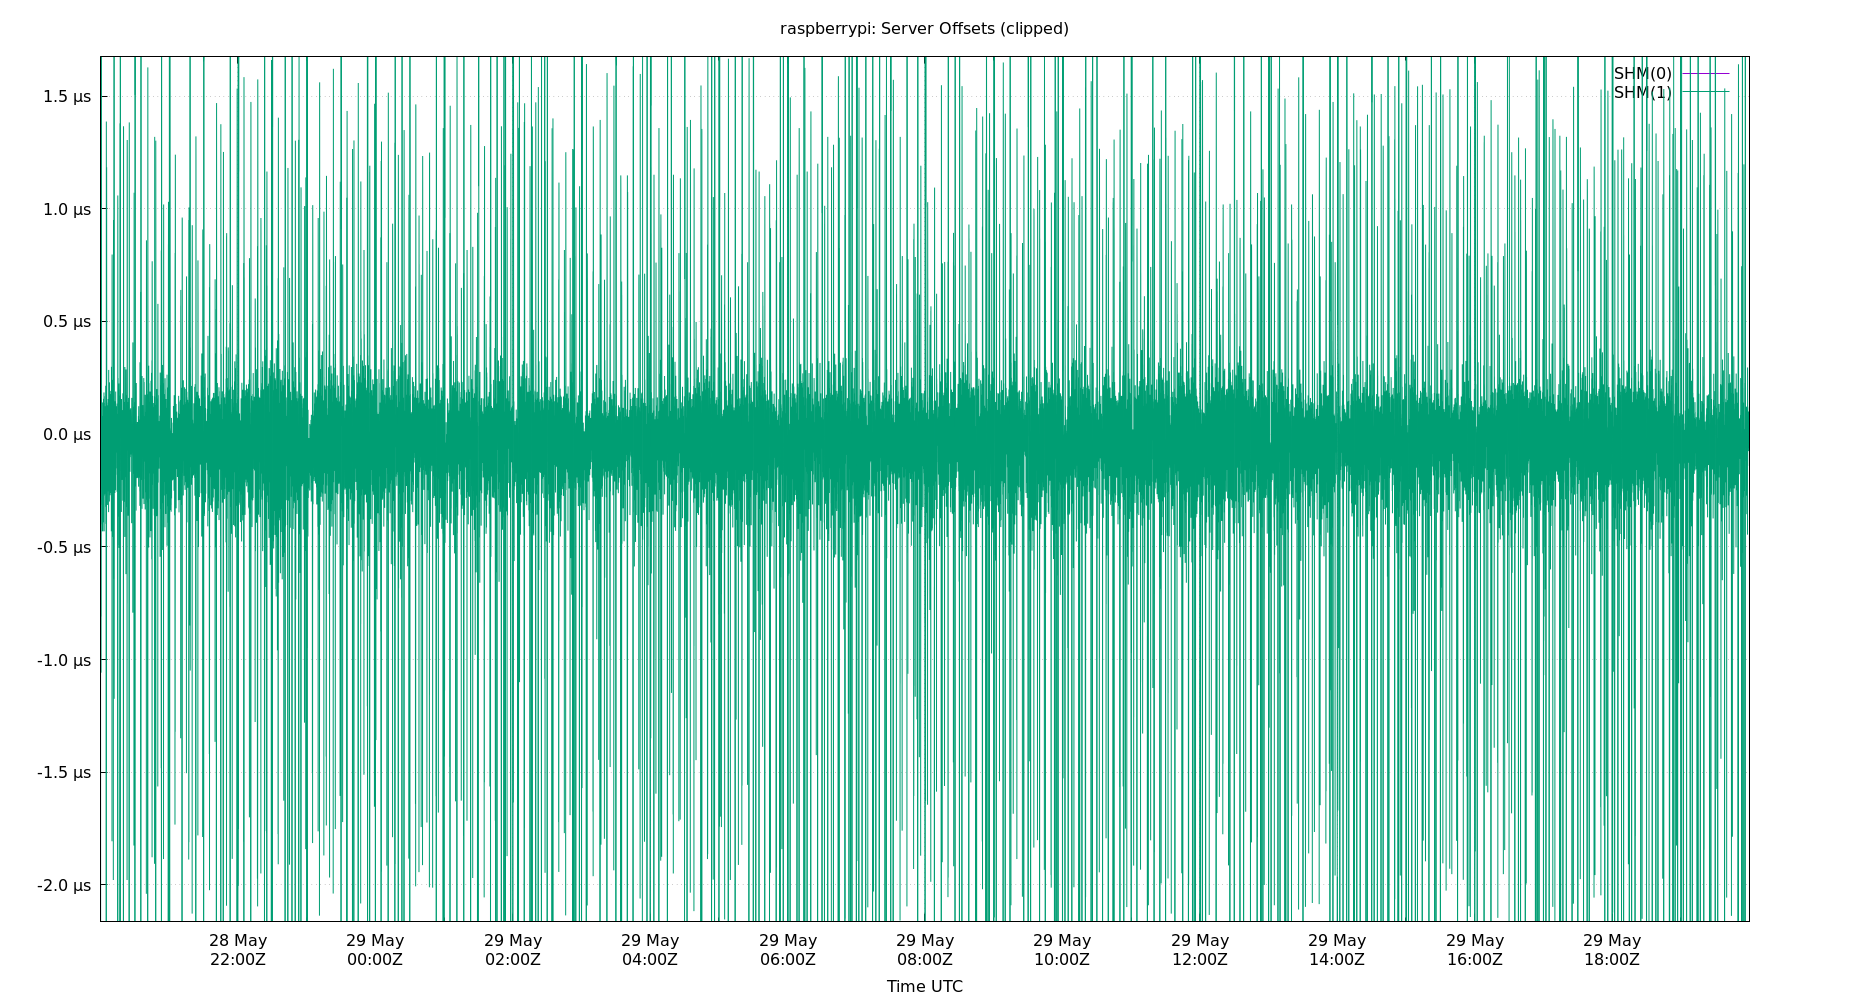 raspberrypi: Server Offsets (clipped)
SHM(0)
SHM(1)
1.5 µs
1.0 µs
0.5 µs
0.0 µs
-0.5 µs
-1.0 µs
-1.5 µs
-2.0 µs
28 May 29 May 29 May 29 May 29 May 29 May 29 May 29 May 29 May 29 May 29 May
22:00Z 00:00Z 02:00Z 04:00Z 06:00Z 08:00Z 10:00Z 12:00Z 14:00Z 16:00Z 18:00Z
Time UTC